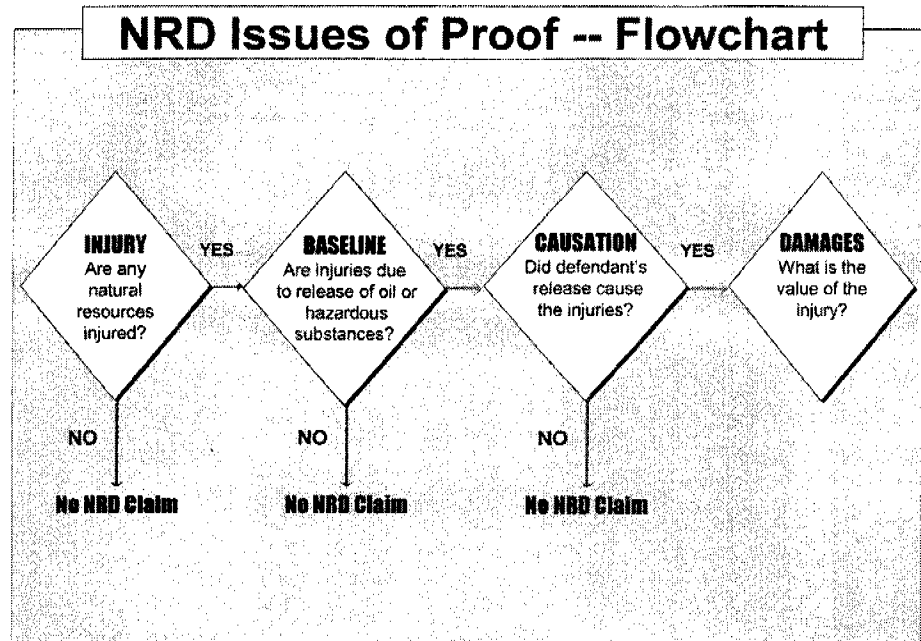 NRD Issues of Proof -- Flowchart
INJURY
Are any
natural
resources
injured?
YES
BASELINE
Are injuries due
to release of oil or
hazardous
substances?
YES
CAUSATION
Did defendant's
release cause
the injuries?
YES
DAMAGES
What is the
value of the
injury?
NO
No NRD Claim
NO
No NRD Claim
NO
No NRD Claim